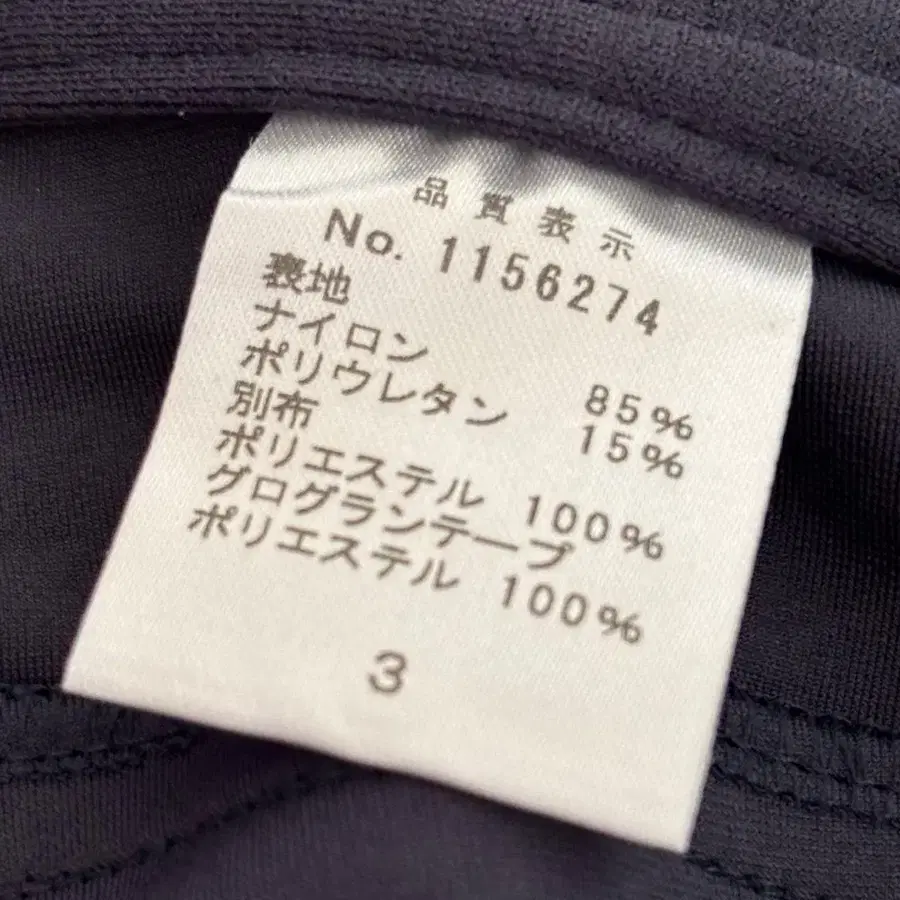 品質表示
No. 1156274
裏地
ナイロン 85%
ポリウレタン 15%
別布
ポリエステル 100%
グログランテープ
ポリエステル 100%
3